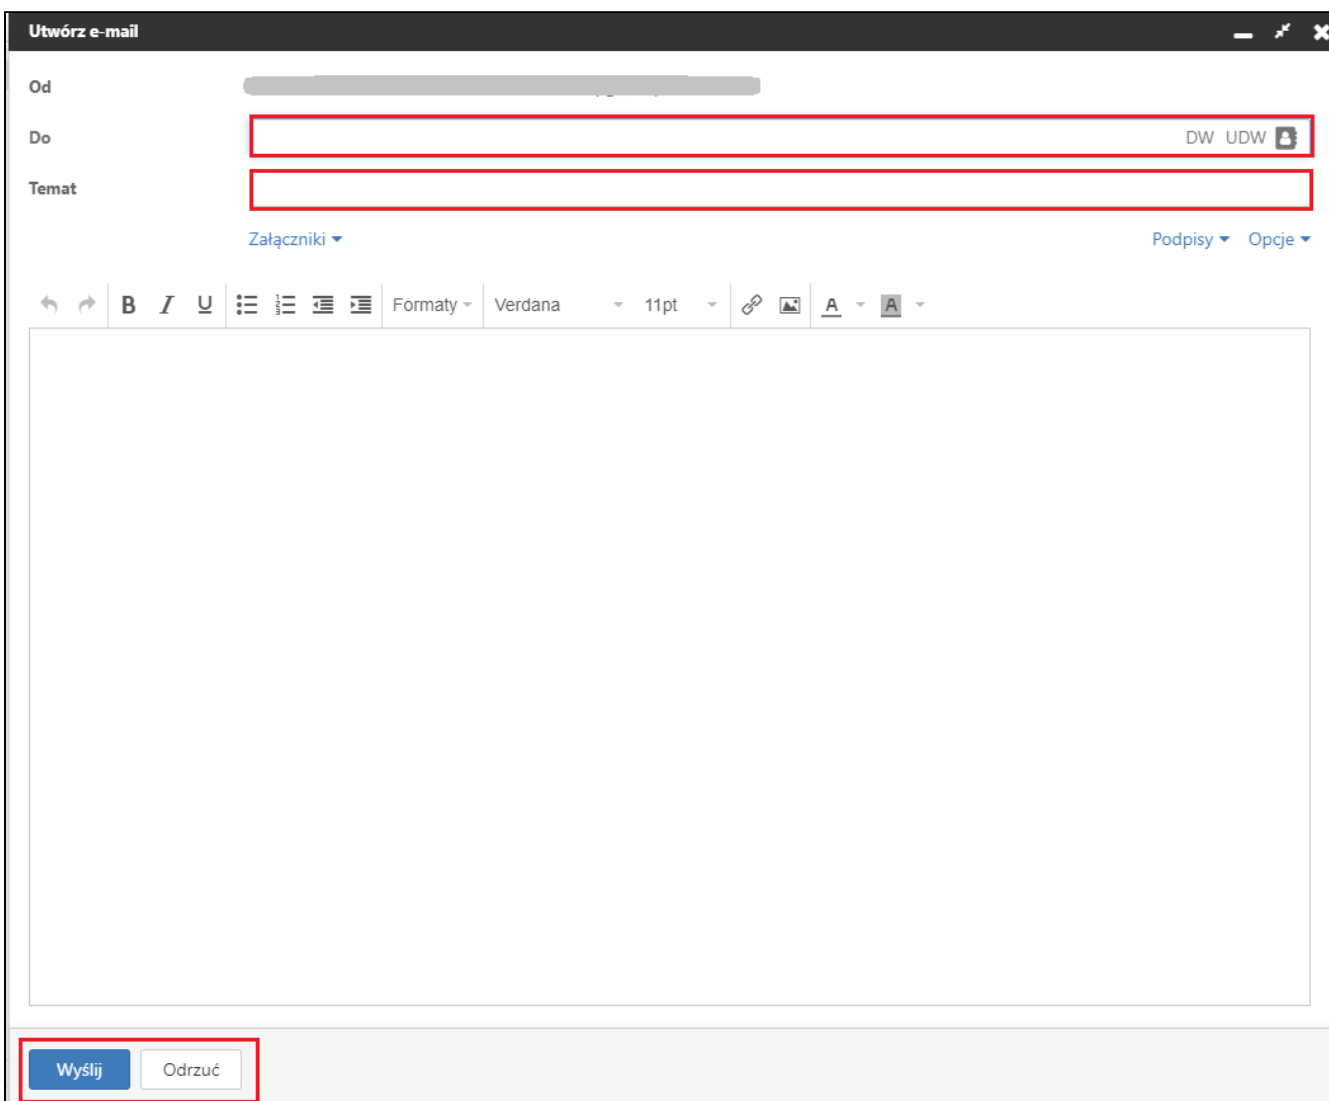 Utwórz e-mail
Od
Do DW UDW
Temat
Załączniki Podpisy Opcje
B I U Formaty Verdana 11pt A A
Wyślij Odrzuć